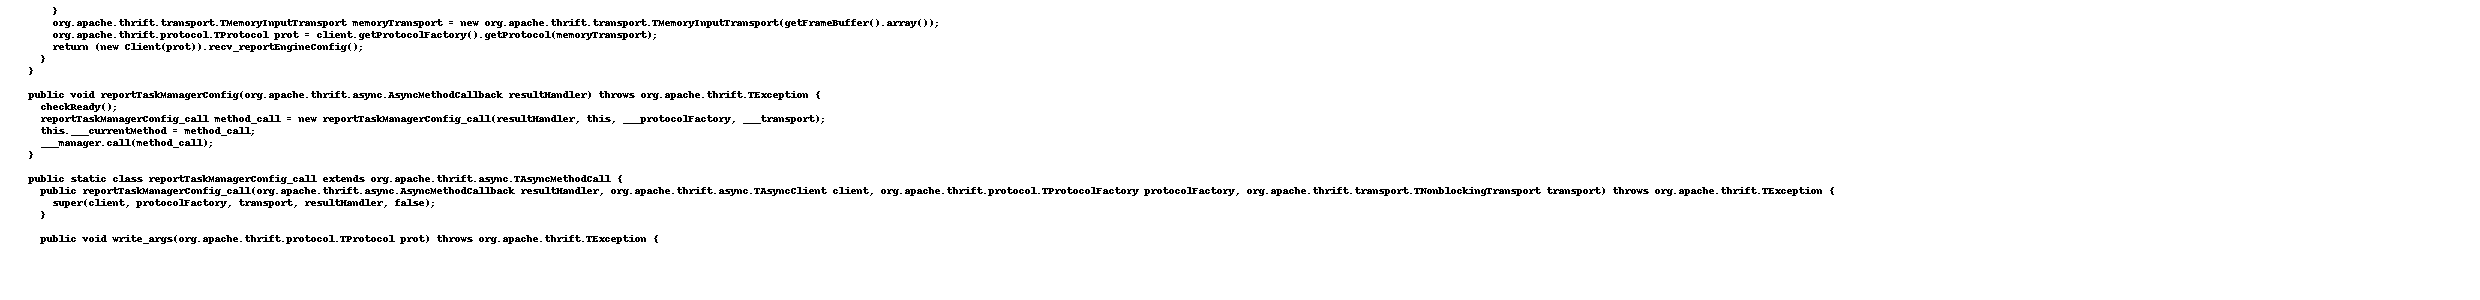 }
org.apache.thrift.transport.TMemoryInputTransport memoryTransport = new org.apache.thrift.transport.TMemoryInputTransport(getFrameBuffer().array());
org.apache.thrift.protocol.TProtocol prot = client.getProtocolFactory().getProtocol(memoryTransport);
return (new Client(prot)).recv_reportEngineConfig();
}
}
public void reportTaskManagerConfig(org.apache.thrift.async.AsyncMethodCallback resultHandler) throws org.apache.thrift.TException {
checkReady();
reportTaskManagerConfig_call method_call = new reportTaskManagerConfig_call(resultHandler, this, ___protocolFactory, ___transport);
this.___currentMethod = method_call;
___manager.call(method_call);
}
public static class reportTaskManagerConfig_call extends org.apache.thrift.async.TAsyncMethodCall {
public reportTaskManagerConfig_call(org.apache.thrift.async.AsyncMethodCallback resultHandler, org.apache.thrift.async.TAsyncClient client, org.apache.thrift.protocol.TProtocolFactory protocolFactory, org.apache.thrift.transport.TNonblockingTransport transport) throws org.apache.thrift.TException {
super(client, protocolFactory, transport, resultHandler, false);
}
public void write_args(org.apache.thrift.protocol.TProtocol prot) throws org.apache.thrift.TException {